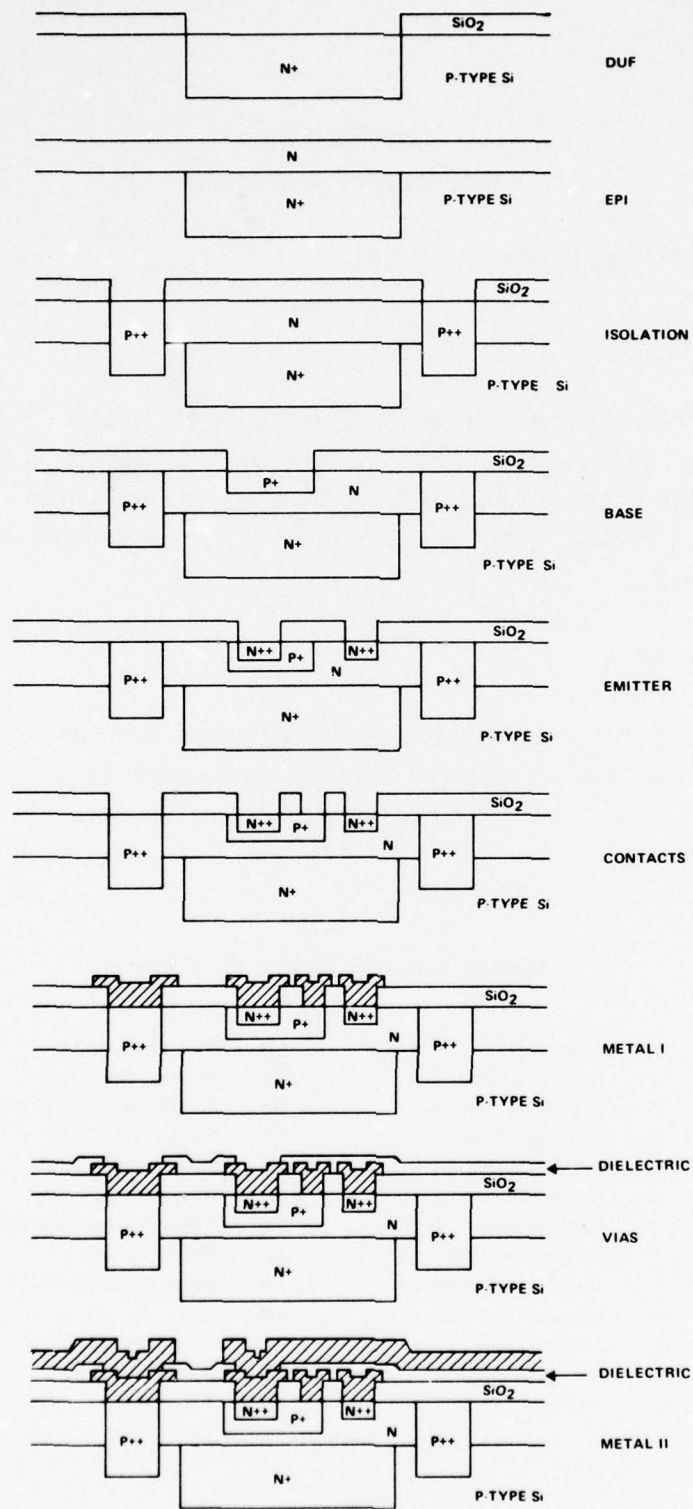 SiO2
N+
P-TYPE Si
DUF
N
N+
P-TYPE Si
EPI
SiO2
P++
N
P++
ISOLATION
N+
P-TYPE Si
SiO2
P+
N
P++
P++
BASE
N+
P-TYPE Si
SiO2
N++
P+
N++
N
P++
P++
EMITTER
N+
P-TYPE Si
SiO2
N++
P+
N++
N
P++
P++
CONTACTS
N+
P-TYPE Si
SiO2
N++
P+
N++
N
P++
P++
METAL I
N+
P-TYPE Si
DIELECTRIC
SiO2
N++
P+
N++
N
P++
P++
VIAS
N+
P-TYPE Si
DIELECTRIC
SiO2
N++
P+
N++
N
P++
P++
METAL II
N+
P-TYPE Si